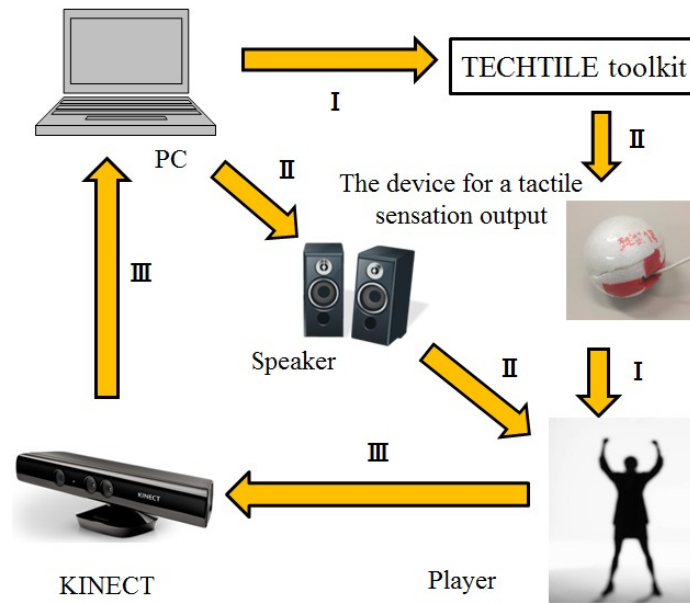 TECHTILE toolkit
Ⅰ
PC
Ⅱ
Ⅱ
The device for a tactile
sensation output
Ⅲ
Speaker
Ⅱ
Ⅰ
Ⅲ
KINECT
KINECT
Player